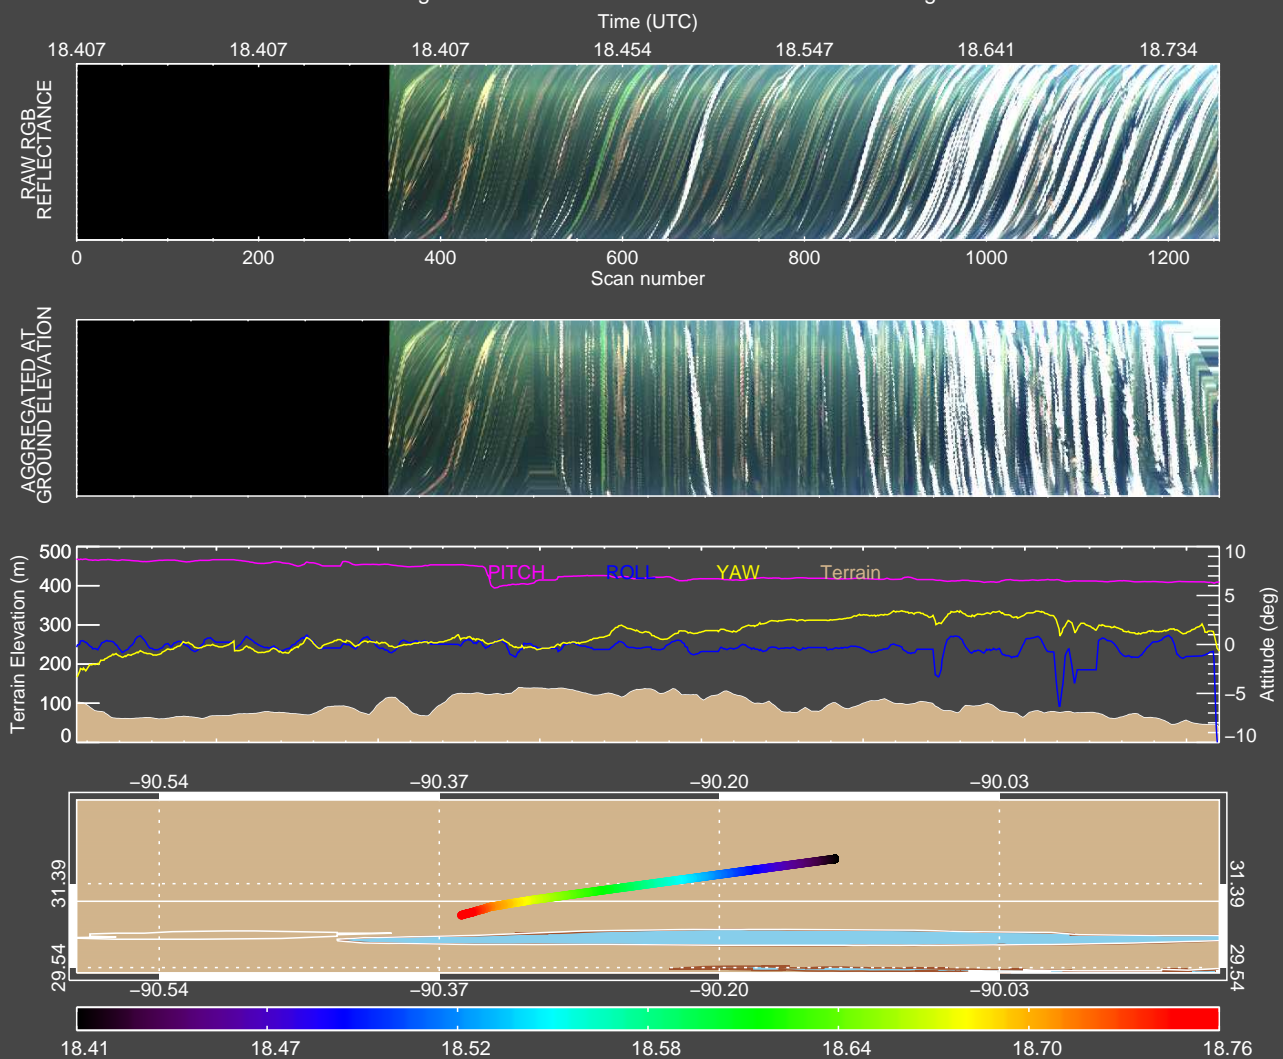 Time (UTC)
18.407 18.407 18.407 18.454 18.547 18.641 18.734
RAW RGB
REFLECTANCE
0 200 400 600 800 1000 1200
Scan number
AGGREGATED AT
GROUND ELEVATION
Terrain Elevation (m)
500
400
300
200
100
0
PITCH ROLL YAW Terrain
10
5
0
−5
−10
Attitude (deg)
−90.54 −90.37 −90.20 −90.03
31.39
29.54
31.39
29.54
−90.54 −90.37 −90.20 −90.03
18.41 18.47 18.52 18.58 18.64 18.70 18.76